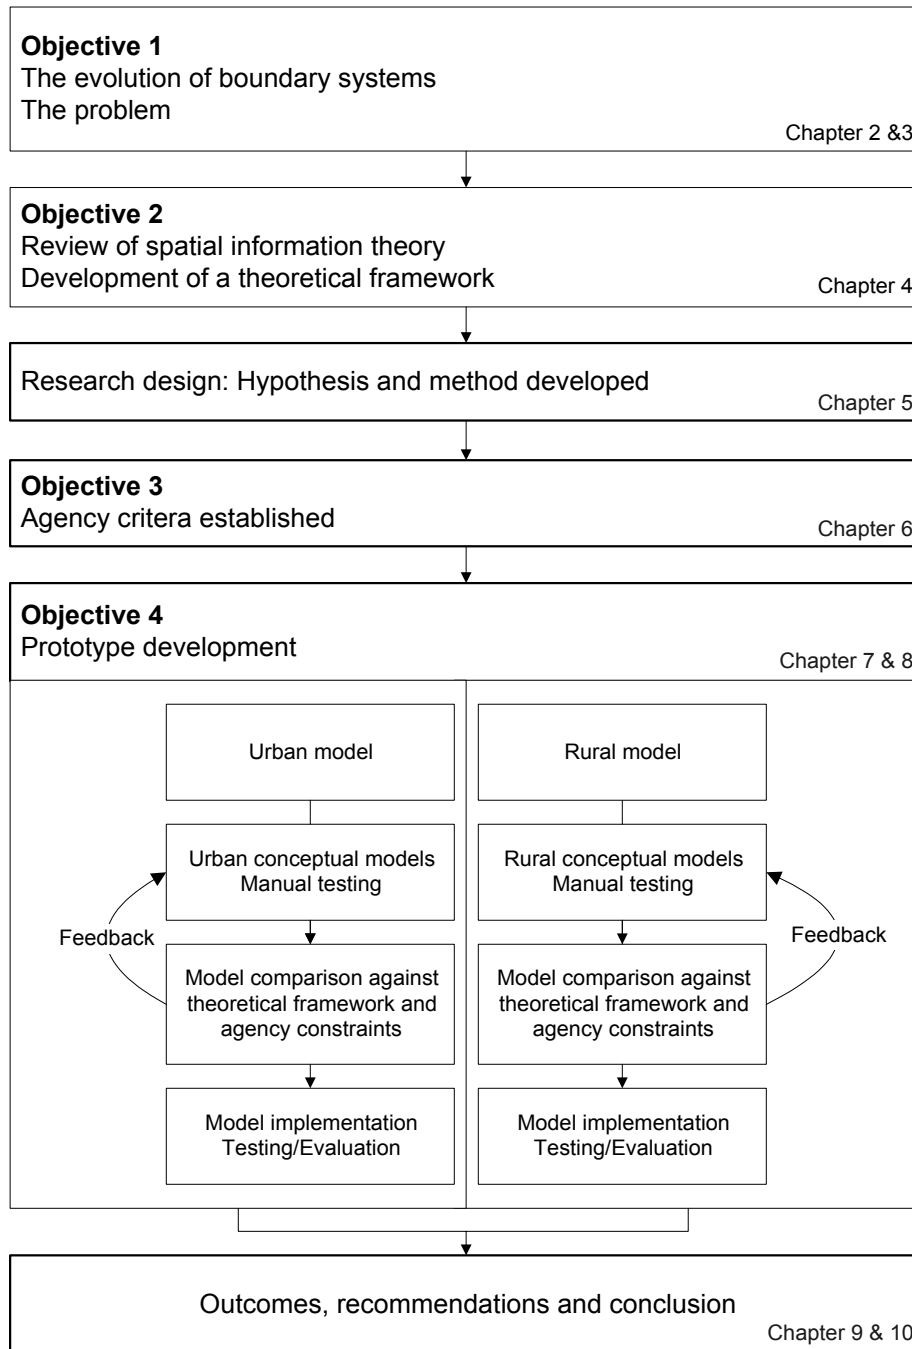 Objective 1
The evolution of boundary systems
The problem
Chapter 2 &3
Objective 2
Review of spatial information theory
Development of a theoretical framework
Chapter 4
Research design: Hypothesis and method developed
Chapter 5
Objective 3
Agency critera established
Chapter 6
Objective 4
Prototype development
Chapter 7 & 8
Urban model
Urban conceptual models
Manual testing
Feedback
Model comparison against
theoretical framework and
agency constraints
Model implementation
Testing/Evaluation
Rural model
Rural conceptual models
Manual testing
Feedback
Model comparison against
theoretical framework and
agency constraints
Model implementation
Testing/Evaluation
Outcomes, recommendations and conclusion
Chapter 9 & 10